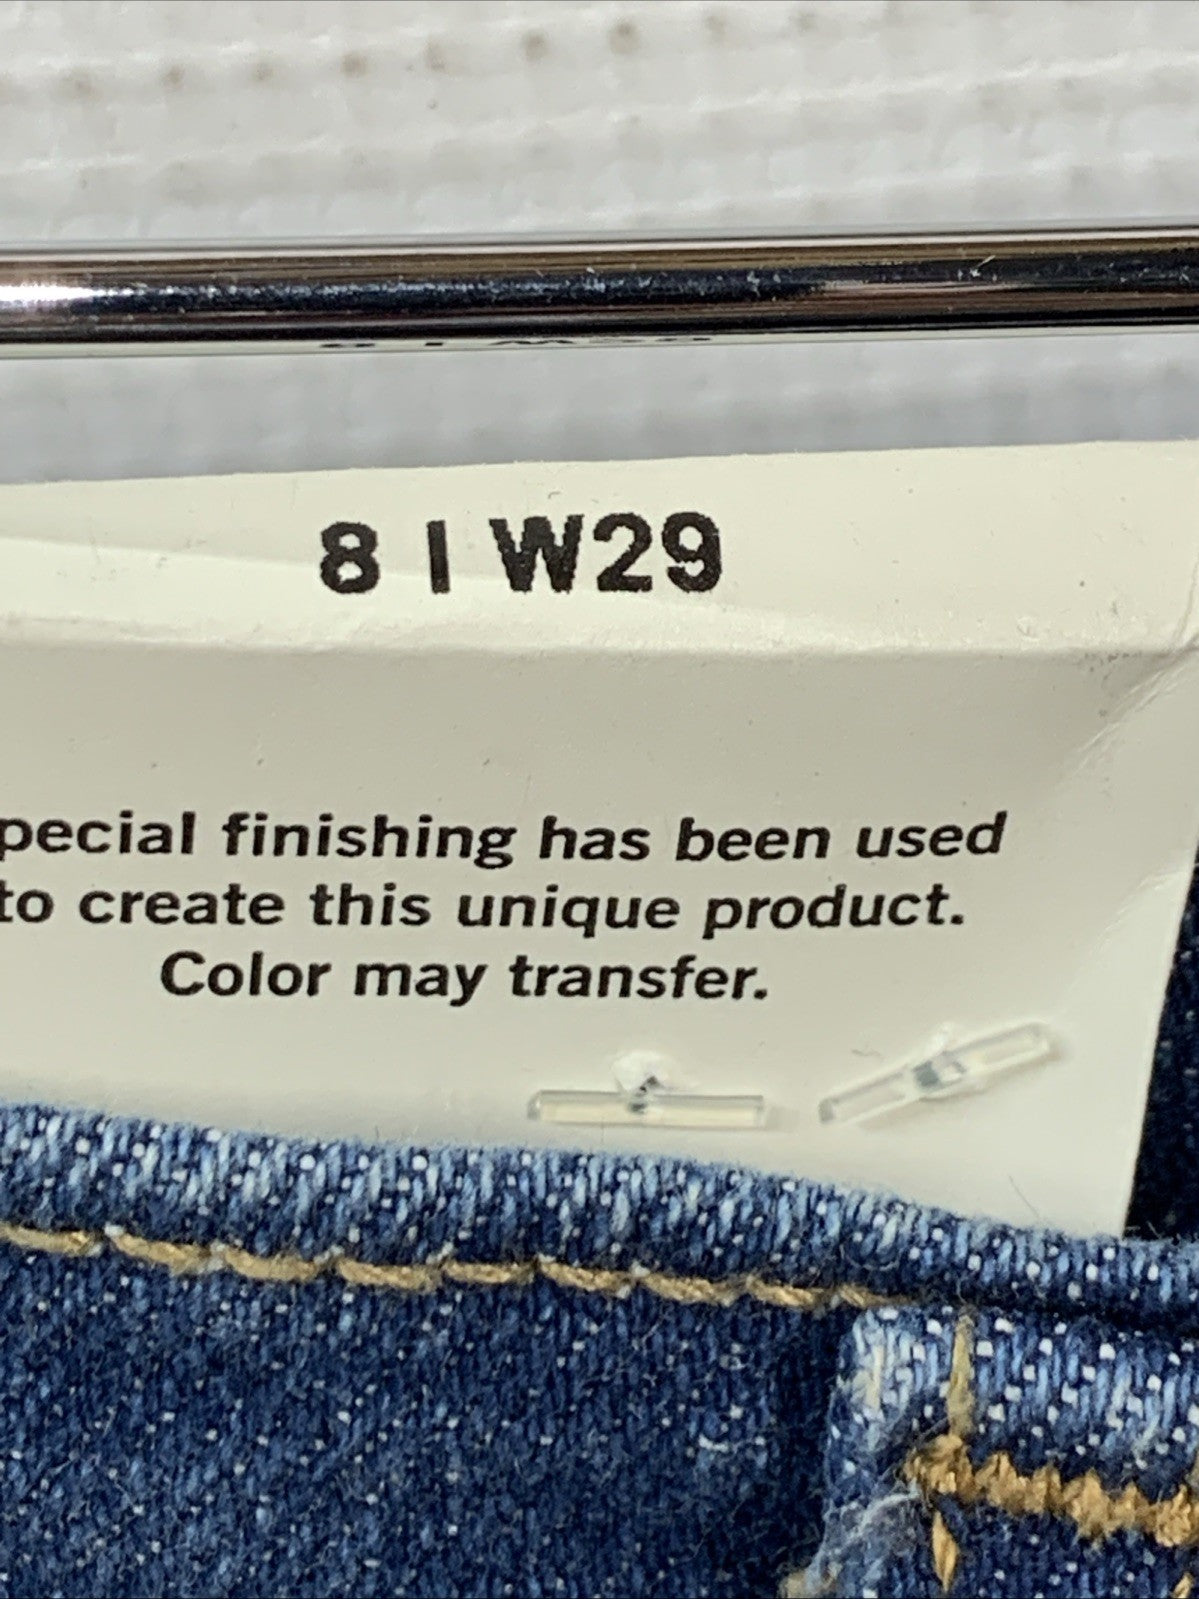 8 | W29
pecial finishing has been used
to create this unique product.
Color may transfer.